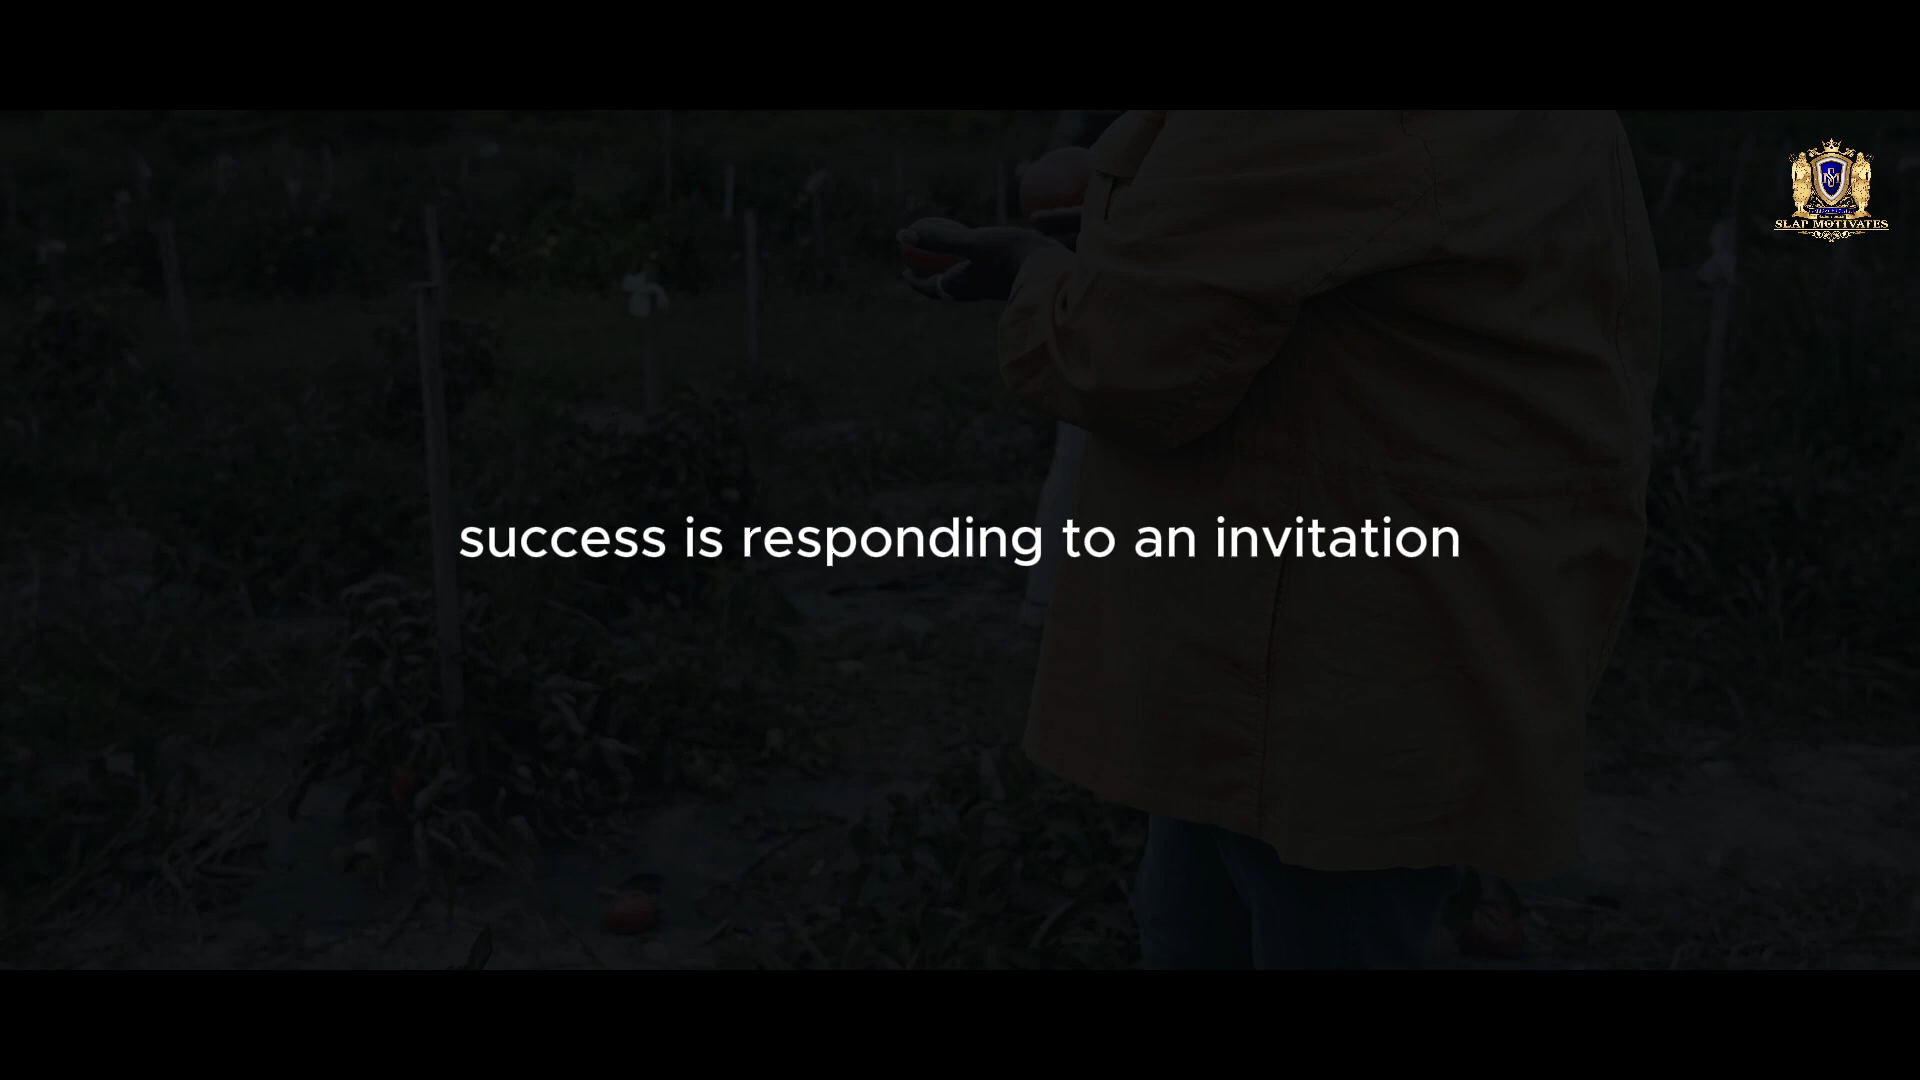 SLAP MOTIVATES
success is responding to an invitation